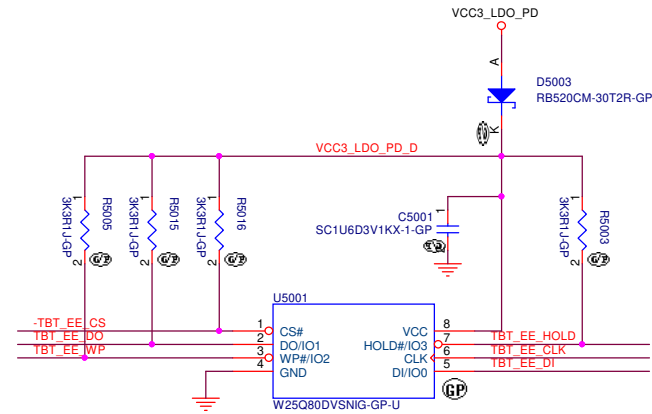 VCC3_LDO_PD
A
D5003
RB520CM-30T2R-GP
K
VCC3_LDO_PD_D
1
R5005
3K3R1J-GP
2
G/P
1
R5015
3K3R1J-GP
2
G/P
1
R5016
3K3R1J-GP
2
G/P
1
C5001
SC1U6D3V1KX-1-GP
1
R5003
3K3R1J-GP
2
G/P
U5001
-TBT_EE_CS
1
CS#
VCC
8
TBT_EE_DO
2
DO/IO1
HOLD#/IO3
7
TBT_EE_HOLD
TBT_EE_WP
3
WP#/IO2
CLK
6
TBT_EE_CLK
4
GND
DI/IO0
5
TBT_EE_DI
GP
W25Q80DVSNIG-GP-U